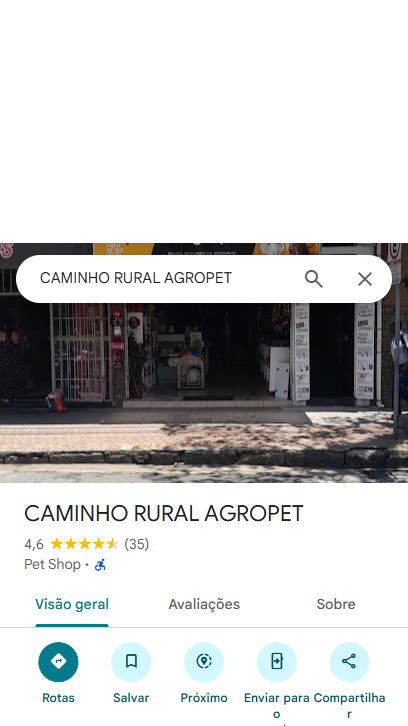 CAMINHO RURAL AGROPET
CAMINHO RURAL AGROPET
4,6 (35)
Pet Shop ·
Visão geral Avaliações Sobre
Rotas Salvar Próximo Enviar para o Compartilhar